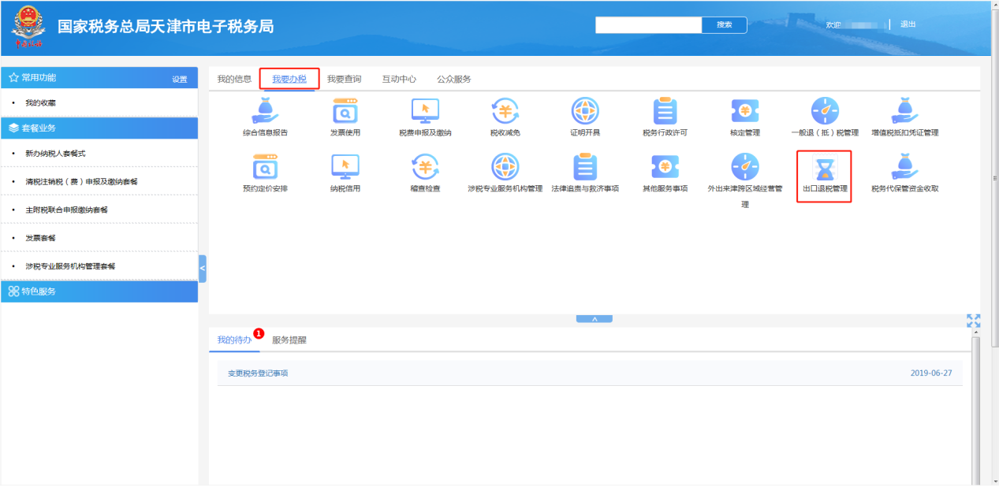 国家税务总局天津市电子税务局
搜索
欢迎
退出
常用功能
设置
我的收藏
套餐业务
新办纳税人套餐式
清税注销税（费）申报及缴纳套餐
主附税联合申报缴纳套餐
发票套餐
涉税专业服务机构管理套餐
特色服务
我的信息 我要办税 我要查询 互动中心 公众服务
综合信息报告 发票使用 税费申报及缴纳 税收减免 证明开具 税务行政许可 核定管理 一般退（抵）税管理 增值税抵扣凭证管理
预约定价安排 纳税信用 稽查检查 涉税专业服务机构管理 法律追责与救济事项 其他服务事项 外出来津跨区域经营管
理
出口退税管理 税务代保管资金收取
我的待办 1 服务提醒
变更税务登记事项 2019-06-27